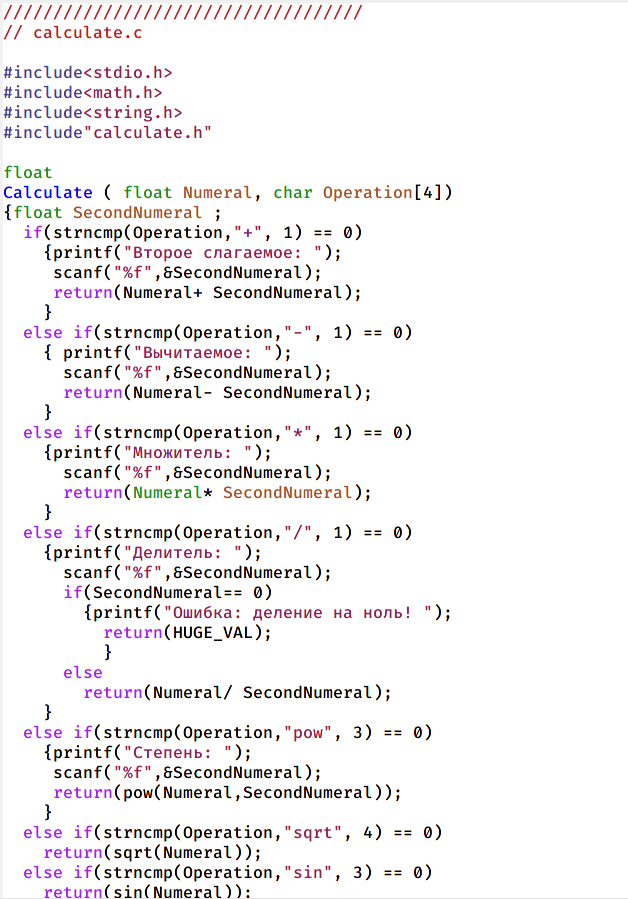 ////////////////////////////////////
// calculate.c
#include<stdio.h>
#include<math.h>
#include<string.h>
#include"calculate.h"
float
Calculate ( float Numeral, char Operation[4])
{float SecondNumeral ;
if(strncmp(Operation,"+", 1) == 0)
{printf("Второе слагаемое: ");
scanf("%f",&SecondNumeral);
return(Numeral+ SecondNumeral);
}
else if(strncmp(Operation,"-", 1) == 0)
{ printf("Вычитаемое: ");
scanf("%f",&SecondNumeral);
return(Numeral- SecondNumeral);
}
else if(strncmp(Operation,"*", 1) == 0)
{printf("Множитель: ");
scanf("%f",&SecondNumeral);
return(Numeral* SecondNumeral);
}
else if(strncmp(Operation,"/", 1) == 0)
{printf("Делитель: ");
scanf("%f",&SecondNumeral);
if(SecondNumeral== 0)
{printf("Ошибка: деление на ноль! ");
return(HUGE_VAL);
}
else
return(Numeral/ SecondNumeral);
}
else if(strncmp(Operation,"pow", 3) == 0)
{printf("Степень: ");
scanf("%f",&SecondNumeral);
return(pow(Numeral,SecondNumeral));
}
else if(strncmp(Operation,"sqrt", 4) == 0)
return(sqrt(Numeral));
else if(strncmp(Operation,"sin", 3) == 0)
return(sin(Numeral));